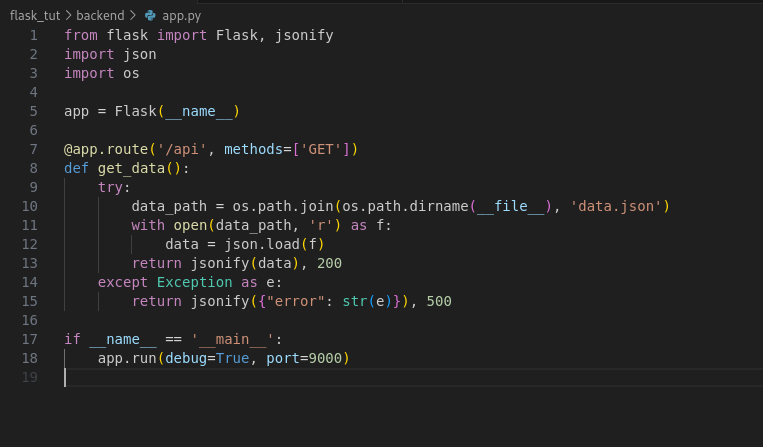 flask_tut > backend > app.py
1 from flask import Flask, jsonify
2 import json
3 import os
4
5 app = Flask(__name__)
6
7 @app.route('/api', methods=['GET'])
8 def get_data():
9     try:
10         data_path = os.path.join(os.path.dirname(__file__), 'data.json')
11         with open(data_path, 'r') as f:
12             data = json.load(f)
13         return jsonify(data), 200
14     except Exception as e:
15         return jsonify({"error": str(e)}), 500
16
17 if __name__ == '__main__':
18     app.run(debug=True, port=9000)
19